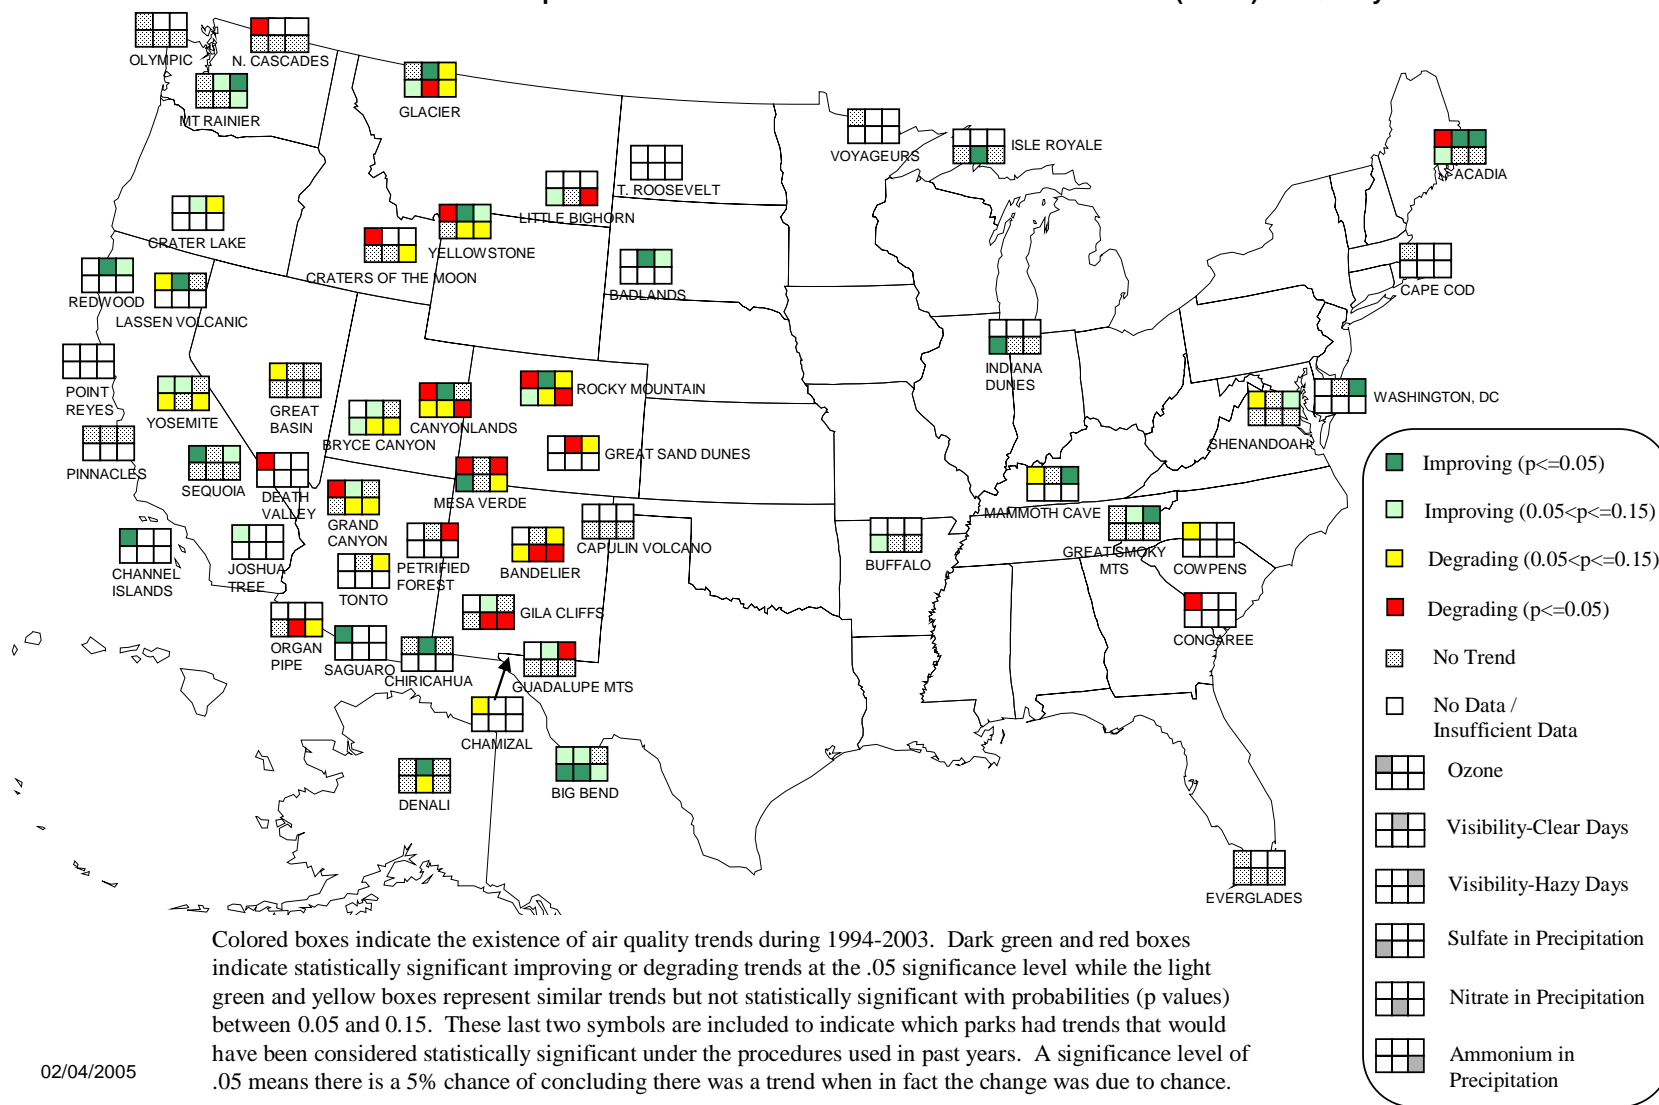 OLYMPIC
N. CASCADES
MT RAINIER
GLACIER
VOYAGEURS
ISLE ROYALE
ACADIA
T. ROOSEVELT
LITTLE BIGHORN
CRATER LAKE
YELLOWSTONE
CRATERS OF THE MOON
BADLANDS
CAPE COD
REDWOOD
LASSEN VOLCANIC
POINT
REYES
YOSEMITE
GREAT
BASIN
BRYCE CANYON
CANYONLANDS
ROCKY MOUNTAIN
INDIANA
DUNES
WASHINGTON, DC
SHENANDOAH
PINNACLES
SEQUOIA
DEATH
VALLEY
GREAT SAND DUNES
MESA VERDE
MAMMOTH CAVE
GRAND
CANYON
CHANNEL
ISLANDS
JOSHUA
TREE
PETRIFIED
FOREST
TONTO
BANDELIER
CAPULIN VOLCANO
BUFFALO
GREAT SMOKY
MTS
COWPENS
ORGAN
PIPE
SAGUARO
CHIRICAHUA
GILA CLIFFS
GUADALUPE MTS
CONGAREE
CHAMIZAL
DENALI
BIG BEND
EVERGLADES
Improving (p<=0.05)
Improving (0.05<p<=0.15)
Degrading (0.05<p<=0.15)
Degrading (p<=0.05)
No Trend
No Data /
Insufficient Data
Ozone
Visibility-Clear Days
Visibility-Hazy Days
Sulfate in Precipitation
Nitrate in Precipitation
Ammonium in
Precipitation
Colored boxes indicate the existence of air quality trends during 1994-2003. Dark green and red boxes
indicate statistically significant improving or degrading trends at the .05 significance level while the light
green and yellow boxes represent similar trends but not statistically significant with probabilities (p values)
between 0.05 and 0.15. These last two symbols are included to indicate which parks had trends that would
have been considered statistically significant under the procedures used in past years. A significance level of
.05 means there is a 5% chance of concluding there was a trend when in fact the change was due to chance.
02/04/2005